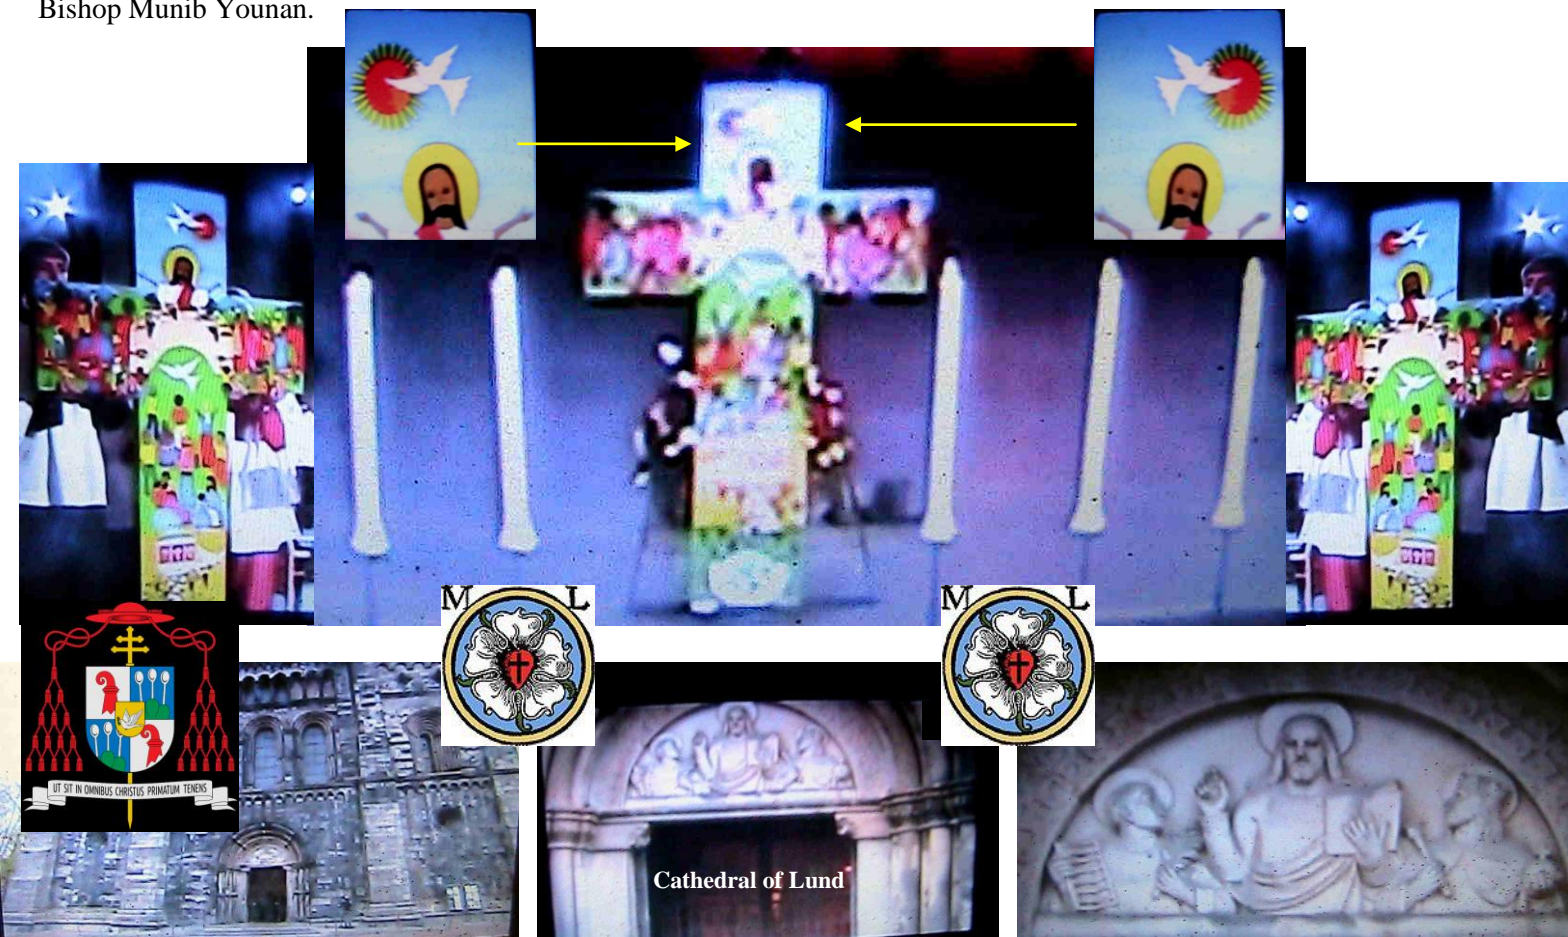 Bishop Munib Younan.
M L
M L
UT SIT IN OMNIBUS CHRISTUS PRIMATUM TENENS
Cathedral of Lund